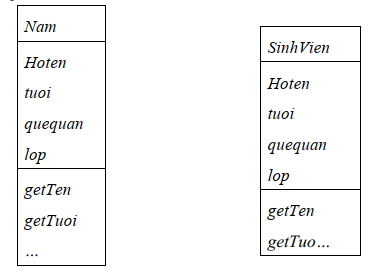 Nam
Hoten
tuoi
quequan
lop
getTen
getTuoi
…
SinhVien
Hoten
tuoi
quequan
lop
getTen
getTuo…